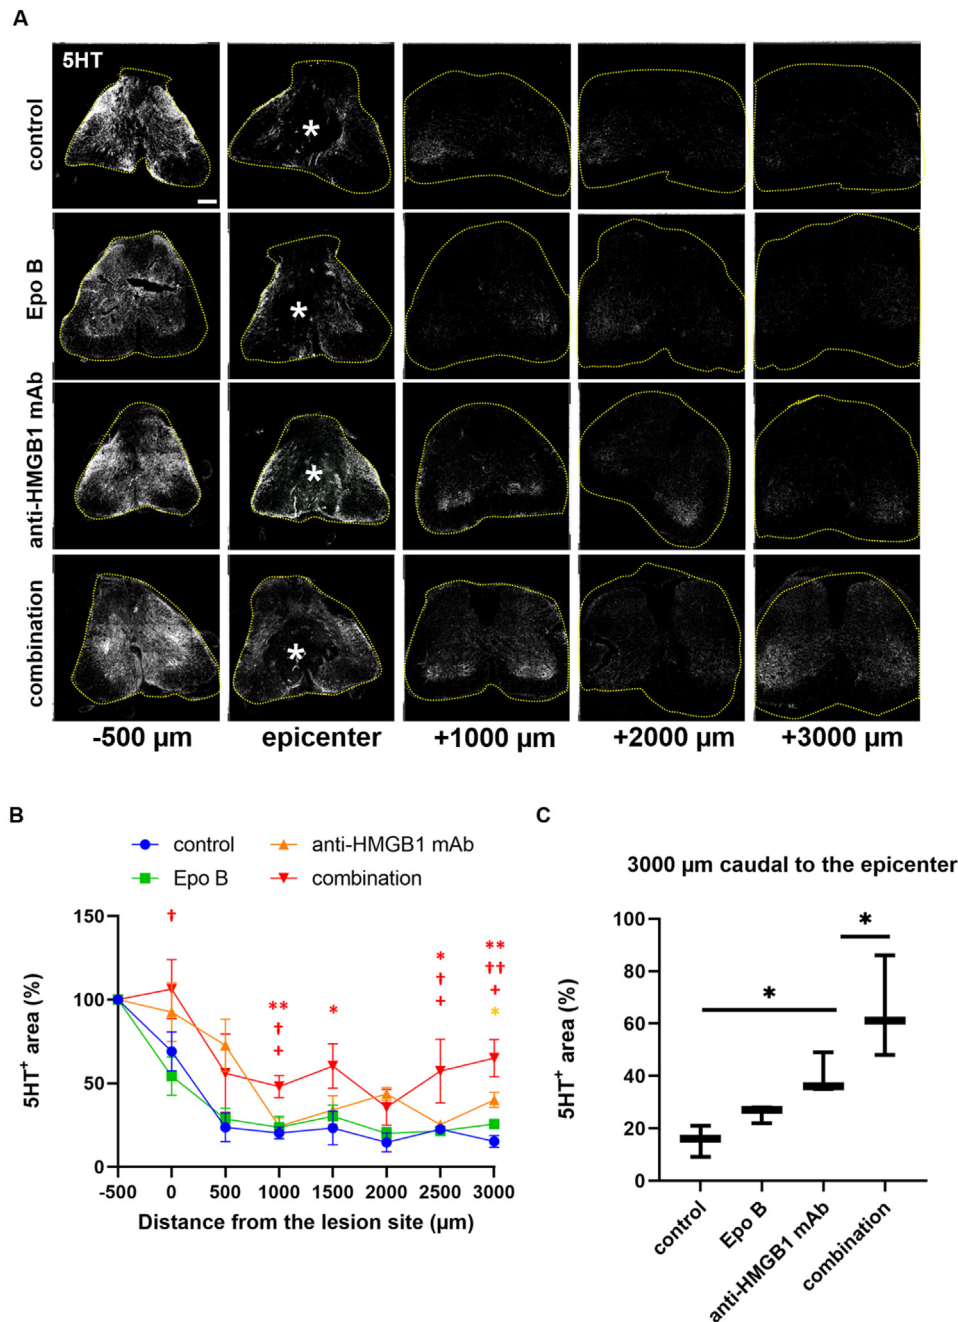 A
5HT
control
Epo B
anti-HMGB1 mAb
combination
*
*
*
*
-500 µm epicenter +1000 µm +2000 µm +3000 µm
B
control anti-HMGB1 mAb
Epo B combination
5HT+ area (%)
150
100
50
0
-500 0 500 1000 1500 2000 2500 3000
Distance from the lesion site (µm)
†
**
†
+
*
*
†
+
**
††
+
*
C
3000 µm caudal to the epicenter
5HT+ area (%)
100
80
60
40
20
0
*
*
control
Epo B
anti-HMGB1 mAb
combination